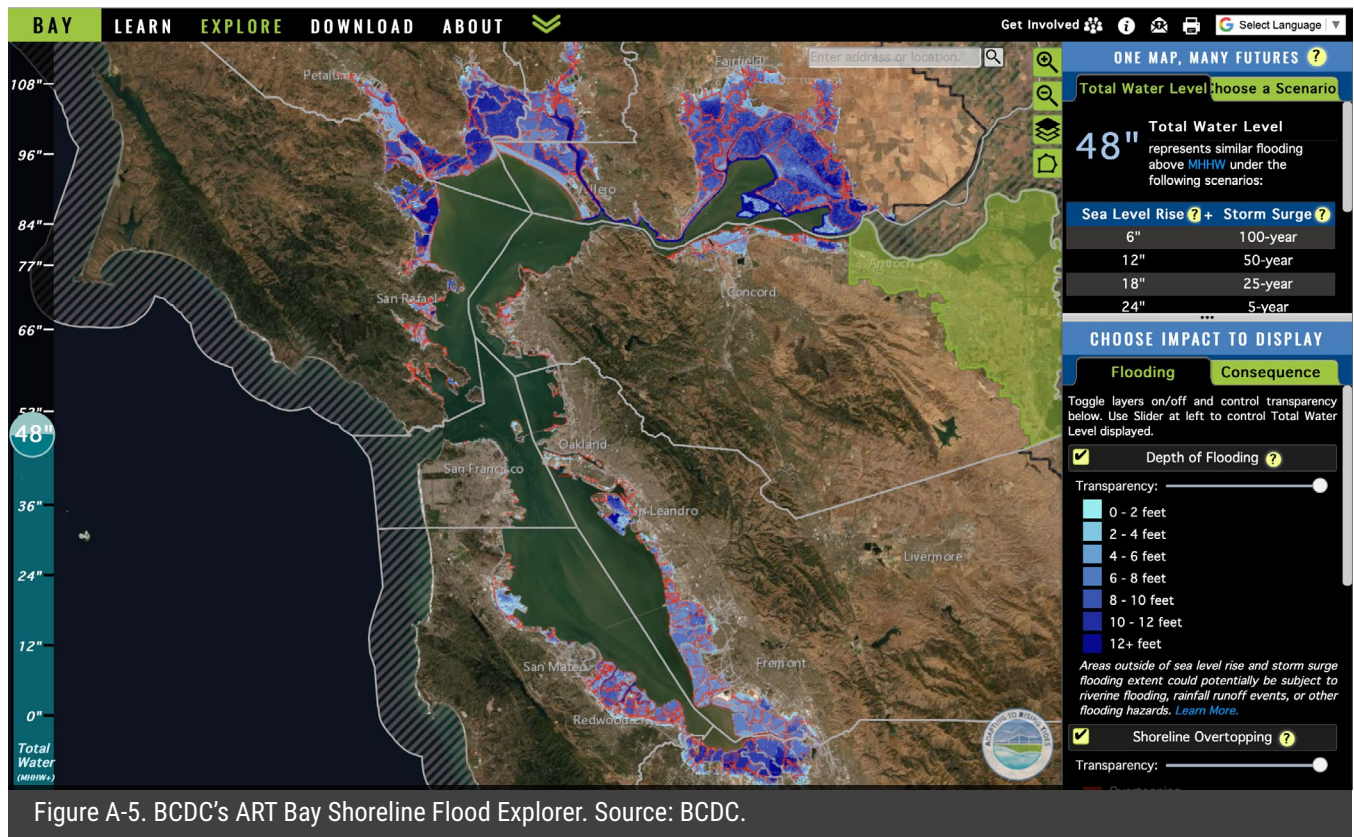 BAY LEARN EXPLORE DOWNLOAD ABOUT
Get Involved i Select Language ▼
Enter address or location.
108"
96"
84"
77"
66"
48"
36"
24"
12"
0"
Total
Water
(MHHW+)
Petaluma
Fairfield
Vallejo
Antioch
San Rafael
Concord
Oakland
San Francisco
San Leandro
Livermore
San Mateo
Fremont
Redwood City
ADAPTING TO RISING TIDES
ONE MAP, MANY FUTURES ?
Total Water Level Choose a Scenario
48" Total Water Level
represents similar flooding
above MHHW under the
following scenarios:
Sea Level Rise ? + Storm Surge ?
6" 100-year
12" 50-year
18" 25-year
24" 5-year
CHOOSE IMPACT TO DISPLAY
Flooding Consequence
Toggle layers on/off and control transparency
below. Use Slider at left to control Total Water
Level displayed.
Depth of Flooding ?
Transparency:
0 - 2 feet
2 - 4 feet
4 - 6 feet
6 - 8 feet
8 - 10 feet
10 - 12 feet
12+ feet
Areas outside of sea level rise and storm surge
flooding extent could potentially be subject to
riverine flooding, rainfall runoff events, or other
flooding hazards. Learn More.
Shoreline Overtopping ?
Transparency:
Figure A-5. BCDC's ART Bay Shoreline Flood Explorer. Source: BCDC.